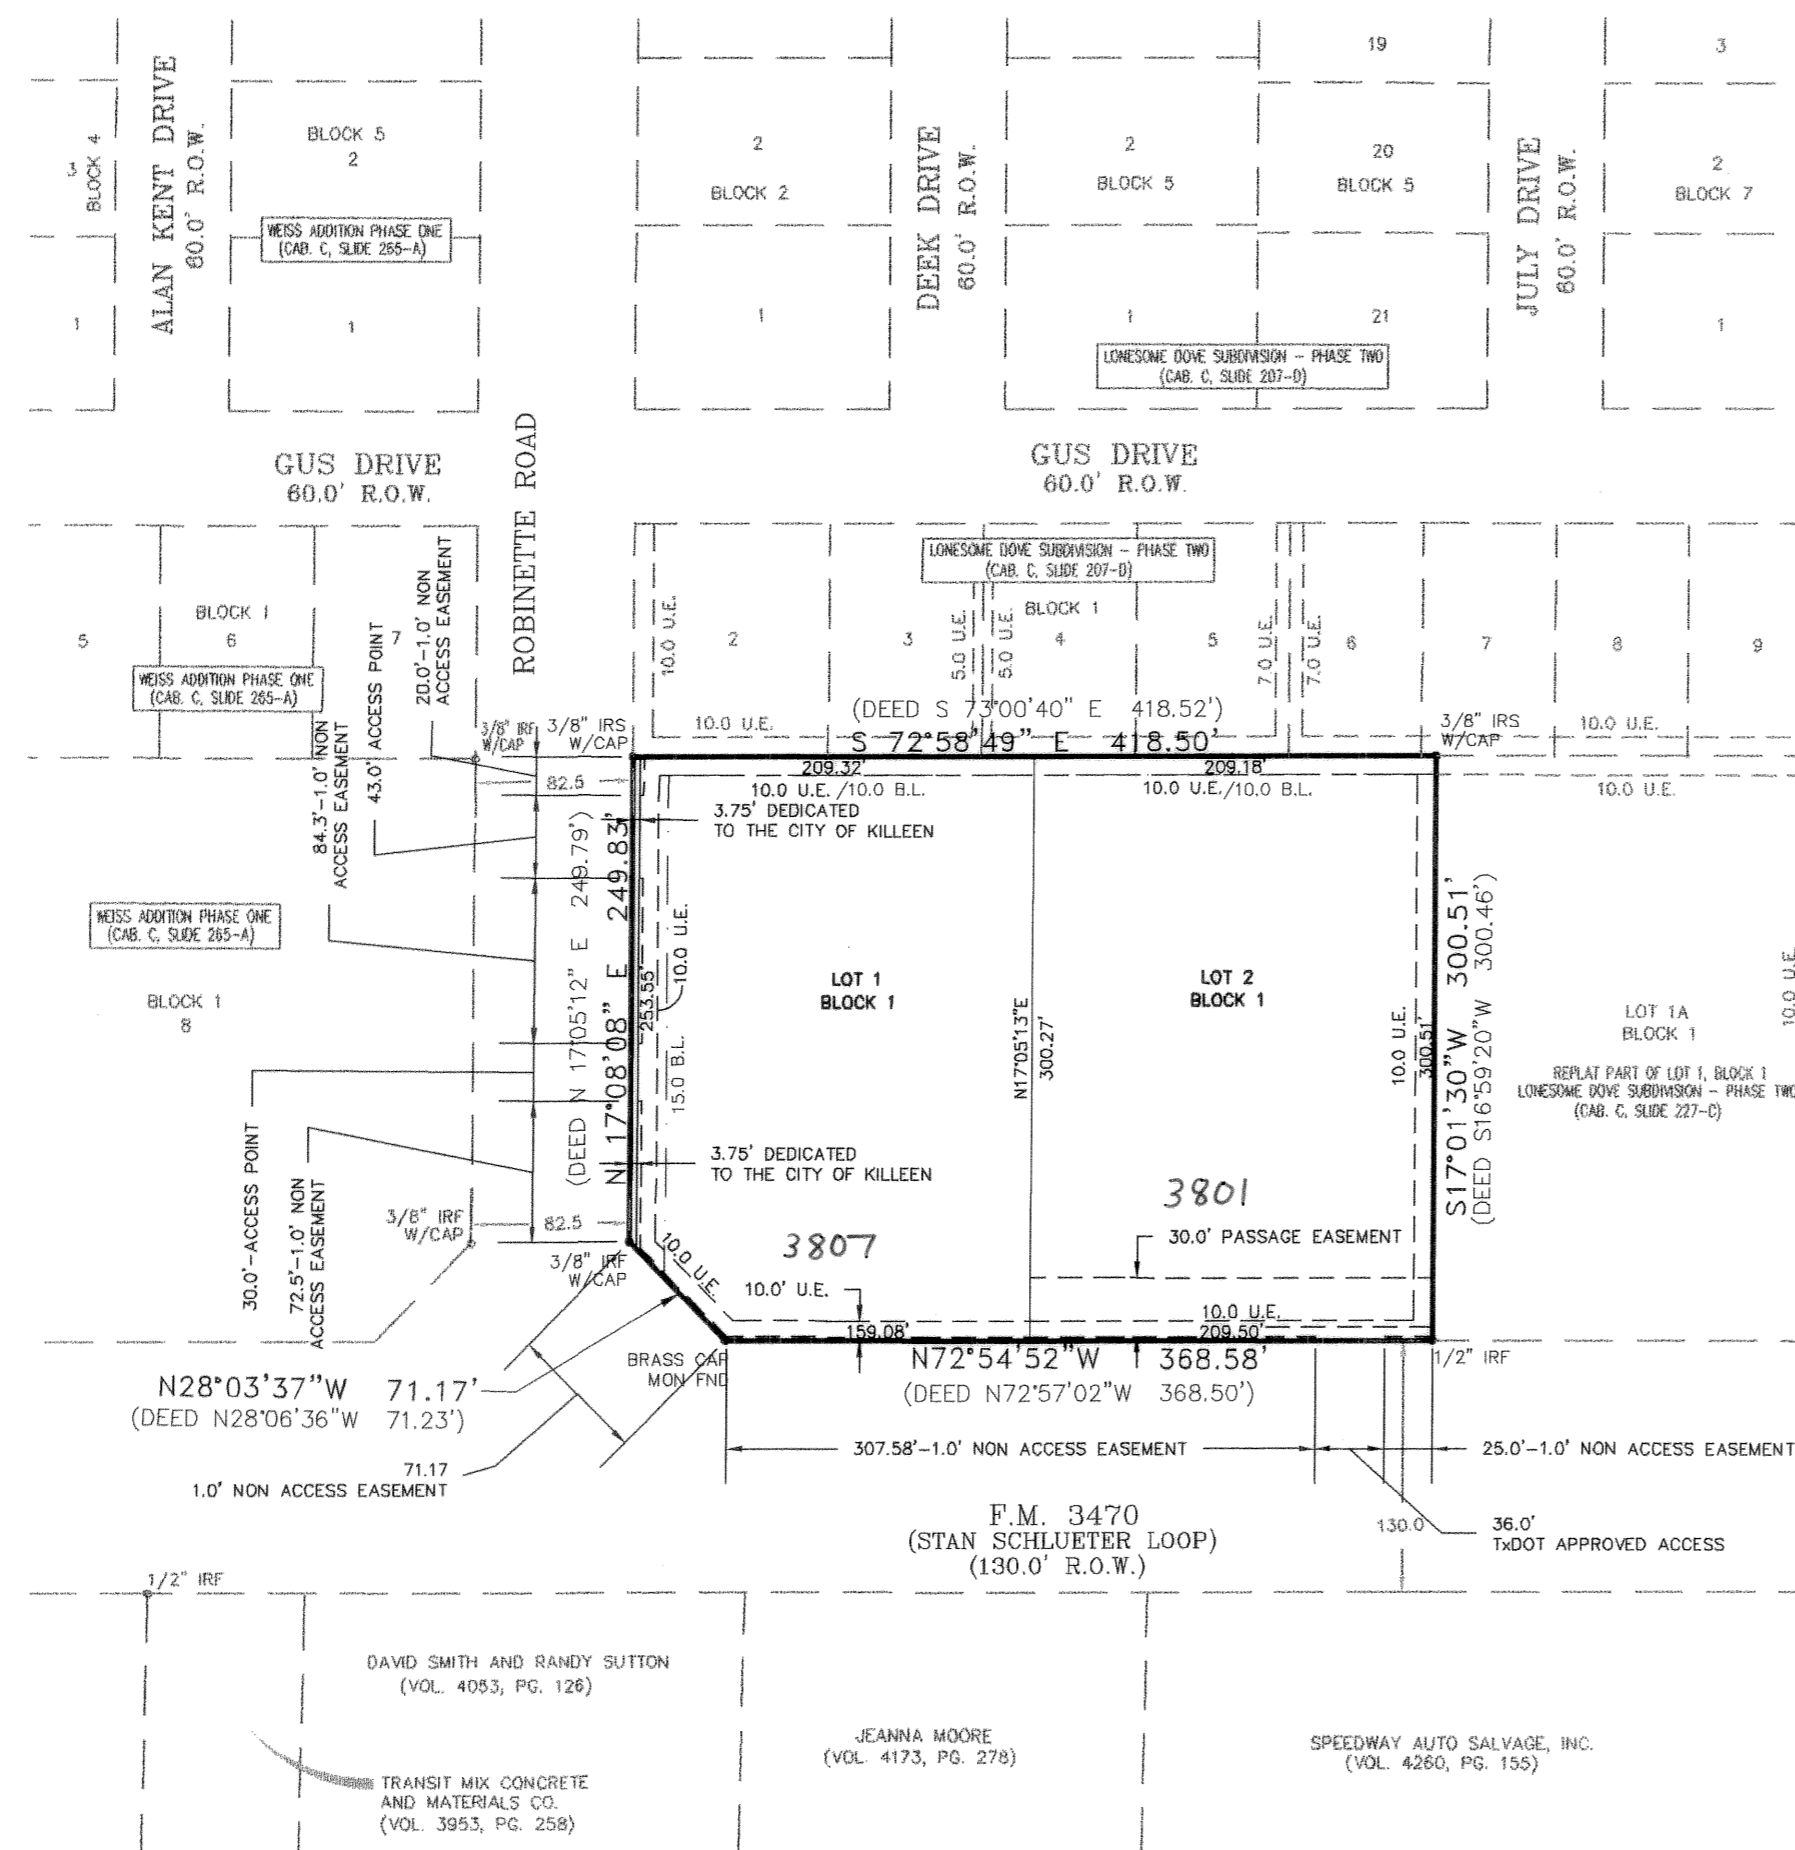 19
3
ALAN KENT DRIVE
60.0' R.O.W.
3
BLOCK 4
BLOCK 5
2
2
BLOCK 2
DEEK DRIVE
60.0' R.O.W.
2
BLOCK 5
20
BLOCK 5
JULY DRIVE
60.0' R.O.W.
2
BLOCK 7
WEISS ADDITION PHASE ONE
(CAB. C, SLIDE 265-A)
1
1
1
1
21
1
LONESOME DOVE SUBDIVISION - PHASE TWO
(CAB. C, SLIDE 207-D)
GUS DRIVE
60.0' R.O.W.
ROBINETTE ROAD
GUS DRIVE
60.0' R.O.W.
LONESOME DOVE SUBDIVISION - PHASE TWO
(CAB. C, SLIDE 207-D)
BLOCK 1
5
BLOCK 1
6
7
WEISS ADDITION PHASE ONE
(CAB. C, SLIDE 265-A)
20.0'-1.0' NON
ACCESS EASEMENT
43.0' ACCESS POINT
84.3'-1.0' NON
ACCESS EASEMENT
10.0 U.E.
2
3
5.0 U.E.
5.0 U.E.
4
5
7.0 U.E.
7.0 U.E.
6
7
8
9
3/8" IRF
W/CAP
3/8" IRS
W/CAP
10.0 U.E.
(DEED S 73°00'40" E 418.52')
S 72°58'49" E 418.50'
3/8" IRS
W/CAP
10.0 U.E.
10.0 U.E.
82.5
209.32'
209.18'
10.0 U.E./10.0 B.L.
10.0 U.E./10.0 B.L.
3.75' DEDICATED
TO THE CITY OF KILLEEN
(DEED N 17°05'12" E 249.79')
N 17°08'08" E 249.83'
253.55'
10.0 U.E.
15.0 B.L.
WEISS ADDITION PHASE ONE
(CAB. C, SLIDE 265-A)
BLOCK 1
8
LOT 1
BLOCK 1
LOT 2
BLOCK 1
N17°05'13"E
300.27'
10.0 U.E.
300.51'
S17°01'30"W 300.51'
(DEED S16°59'20"W 300.46')
10.0 U.E.
LOT 1A
BLOCK 1
REPLAT PART OF LOT 1, BLOCK 1
LONESOME DOVE SUBDIVISION - PHASE TWO
(CAB. C, SLIDE 227-C)
30.0'-ACCESS POINT
72.5'-1.0' NON
ACCESS EASEMENT
3.75' DEDICATED
TO THE CITY OF KILLEEN
3/8" IRF
W/CAP
82.5
3/8" IRF
W/CAP
10.0 U.E.
3807
3801
30.0' PASSAGE EASEMENT
10.0' U.E.
10.0 U.E.
159.08'
209.50'
BRASS CAP
MON FND
N72°54'52"W 368.58'
(DEED N72°57'02"W 368.50')
1/2" IRF
N28°03'37"W 71.17'
(DEED N28°06'36"W 71.23')
71.17
1.0' NON ACCESS EASEMENT
307.58'-1.0' NON ACCESS EASEMENT
25.0'-1.0' NON ACCESS EASEMENT
F.M. 3470
(STAN SCHLUETER LOOP)
(130.0' R.O.W.)
130.0
36.0'
TxDOT APPROVED ACCESS
1/2" IRF
DAVID SMITH AND RANDY SUTTON
(VOL. 4053, PG. 126)
JEANNA MOORE
(VOL. 4173, PG. 278)
SPEEDWAY AUTO SALVAGE, INC.
(VOL. 4260, PG. 155)
TRANSIT MIX CONCRETE
AND MATERIALS CO.
(VOL. 3953, PG. 258)